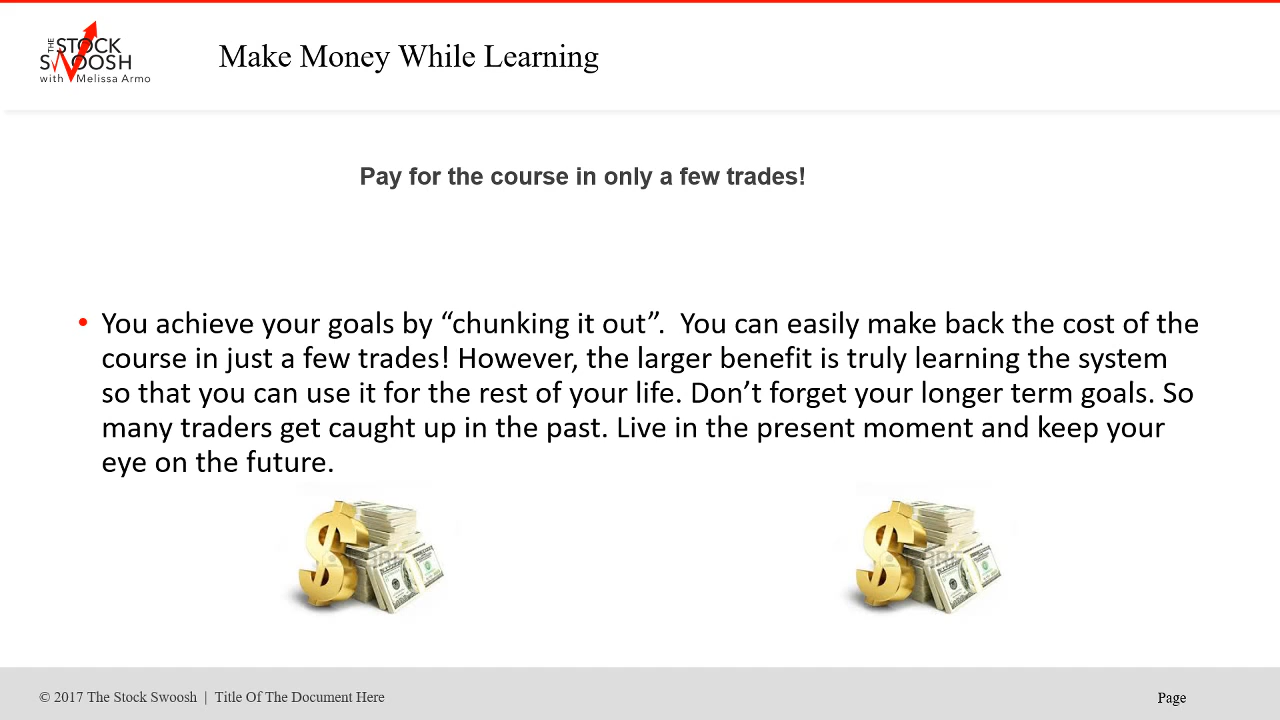 THE STOCK
SWOOSH
with Melissa Armo
Make Money While Learning
Pay for the course in only a few trades!
• You achieve your goals by “chunking it out”.  You can easily make back the cost of the
course in just a few trades! However, the larger benefit is truly learning the system
so that you can use it for the rest of your life. Don’t forget your longer term goals. So
many traders get caught up in the past. Live in the present moment and keep your
eye on the future.
© 2017 The Stock Swoosh | Title Of The Document Here
Page